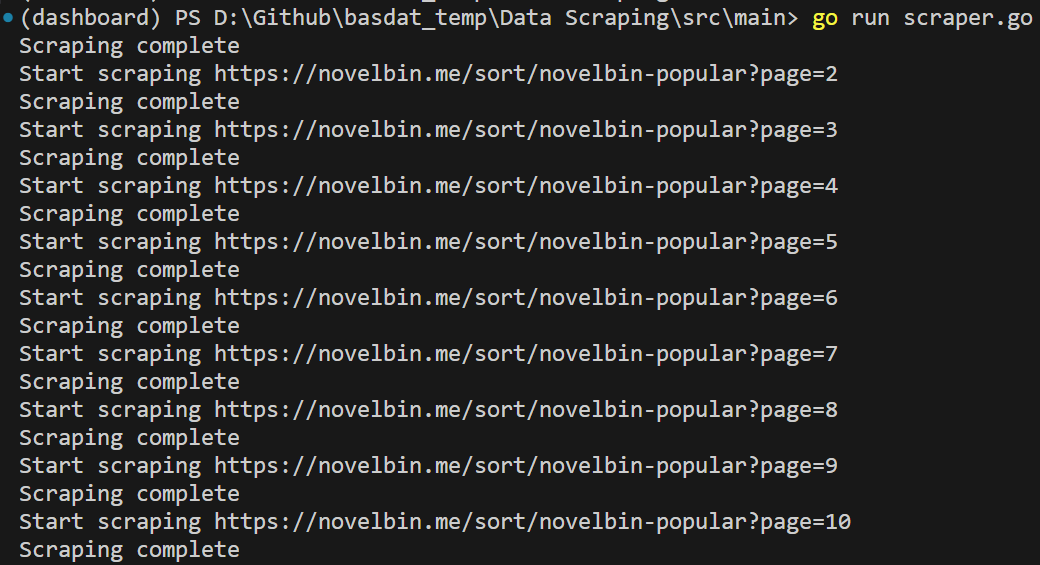 (dashboard) PS D:\Github\basdat_temp\Data Scraping\src\main> go run scraper.go
Scraping complete
Start scraping https://novelbin.me/sort/novelbin-popular?page=2
Scraping complete
Start scraping https://novelbin.me/sort/novelbin-popular?page=3
Scraping complete
Start scraping https://novelbin.me/sort/novelbin-popular?page=4
Scraping complete
Start scraping https://novelbin.me/sort/novelbin-popular?page=5
Scraping complete
Start scraping https://novelbin.me/sort/novelbin-popular?page=6
Scraping complete
Start scraping https://novelbin.me/sort/novelbin-popular?page=7
Scraping complete
Start scraping https://novelbin.me/sort/novelbin-popular?page=8
Scraping complete
Start scraping https://novelbin.me/sort/novelbin-popular?page=9
Scraping complete
Start scraping https://novelbin.me/sort/novelbin-popular?page=10
Scraping complete